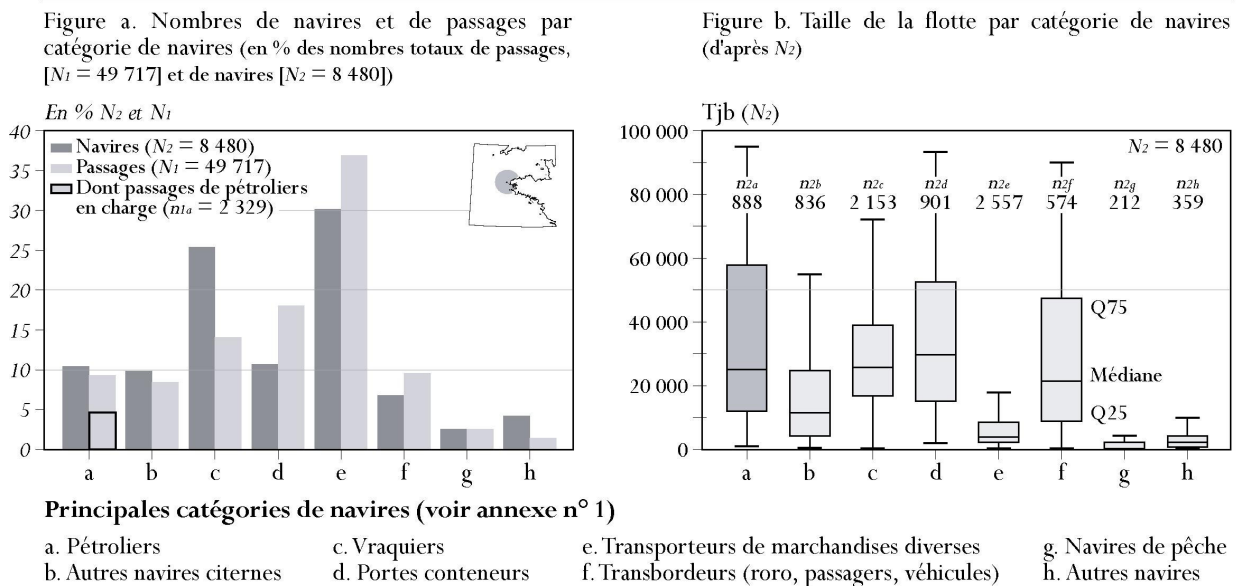 Figure a. Nombres de navires et de passages par
catégorie de navires (en % des nombres totaux de passages,
[N1 = 49 717] et de navires [N2 = 8 480])
En % N2 et N1
40
35
30
25
20
15
10
5
0
Navires (N2 = 8 480)
Passages (N1 = 49 717)
Dont passages de pétroliers
en charge (n1a = 2 329)
a b c d e f g h
Figure b. Taille de la flotte par catégorie de navires
(d'après N2)
Tjb (N2)
100 000
80 000
60 000
40 000
20 000
0
N2 = 8 480
n2a n2b n2c n2d n2e n2f n2g n2h
888 836 2 153 901 2 557 574 212 359
Q75
Médiane
Q25
a b c d e f g h
Principales catégories de navires (voir annexe n° 1)
a. Pétroliers
b. Autres navires citernes
c. Vraquiers
d. Portes conteneurs
e. Transporteurs de marchandises diverses
f. Transbordeurs (roro, passagers, véhicules)
g. Navires de pêche
h. Autres navires